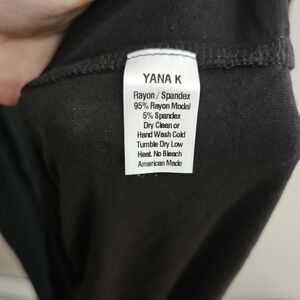 YANA K
Rayon / Spandex
95% Rayon Modal
5% Spandex
Dry Clean or
Hand Wash Cold
Tumble Dry Low
Heat. No Bleach
American Made